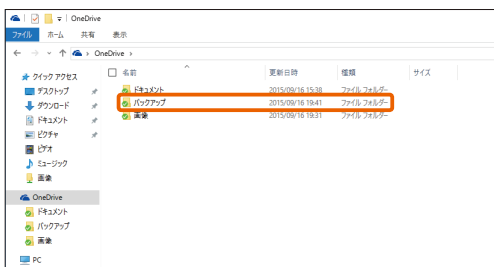 OneDrive
ファイル ホーム 共有 表示
OneDrive
クイック アクセス
デスクトップ
ダウンロード
ドキュメント
ピクチャ
ビデオ
ミュージック
画像
OneDrive
ドキュメント
バックアップ
画像
PC
名前 更新日時 種類 サイズ
ドキュメント 2015/09/16 15:38 ファイル フォルダー
バックアップ 2015/09/16 19:41 ファイル フォルダー
画像 2015/09/16 19:31 ファイル フォルダー